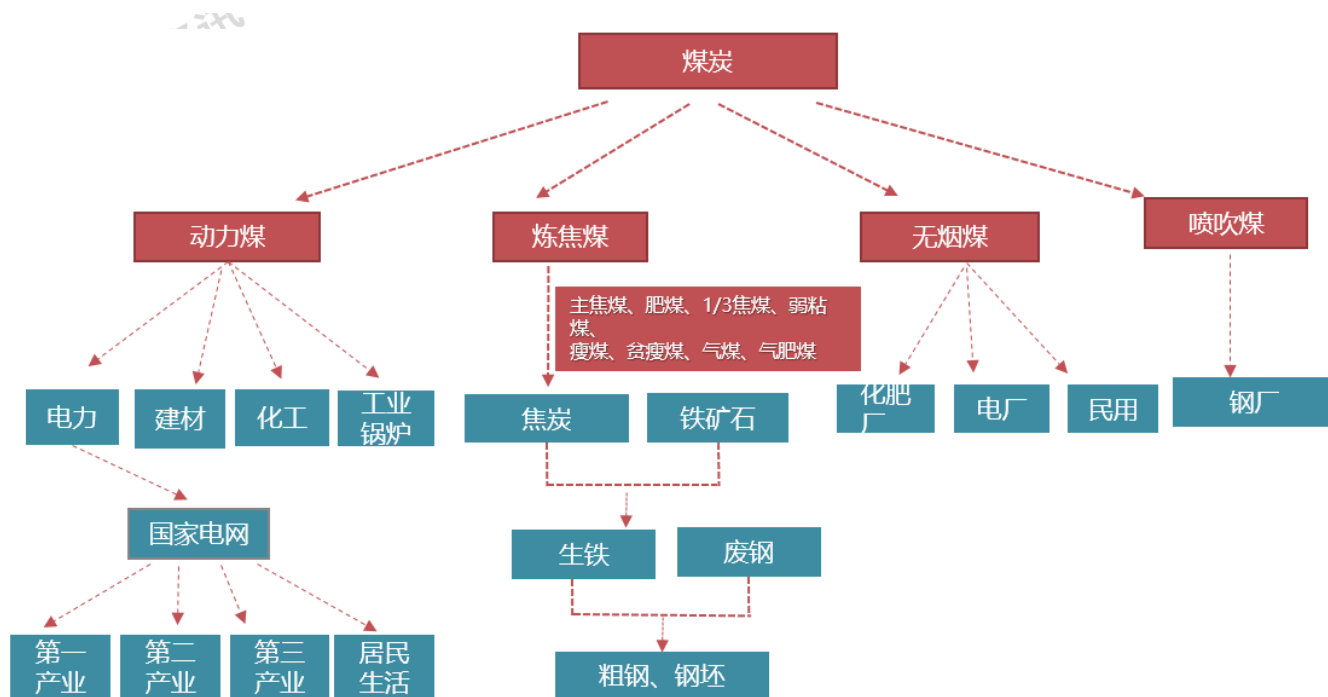 煤炭
动力煤
炼焦煤
无烟煤
喷吹煤
主焦煤、肥煤、1/3焦煤、弱粘
煤、
瘦煤、贫瘦煤、气煤、气肥煤
电力
建材
化工
工业
锅炉
焦炭
铁矿石
化肥
厂
电厂
民用
钢厂
国家电网
生铁
废钢
第一
产业
第二
产业
第三
产业
居民
生活
粗钢、钢坯